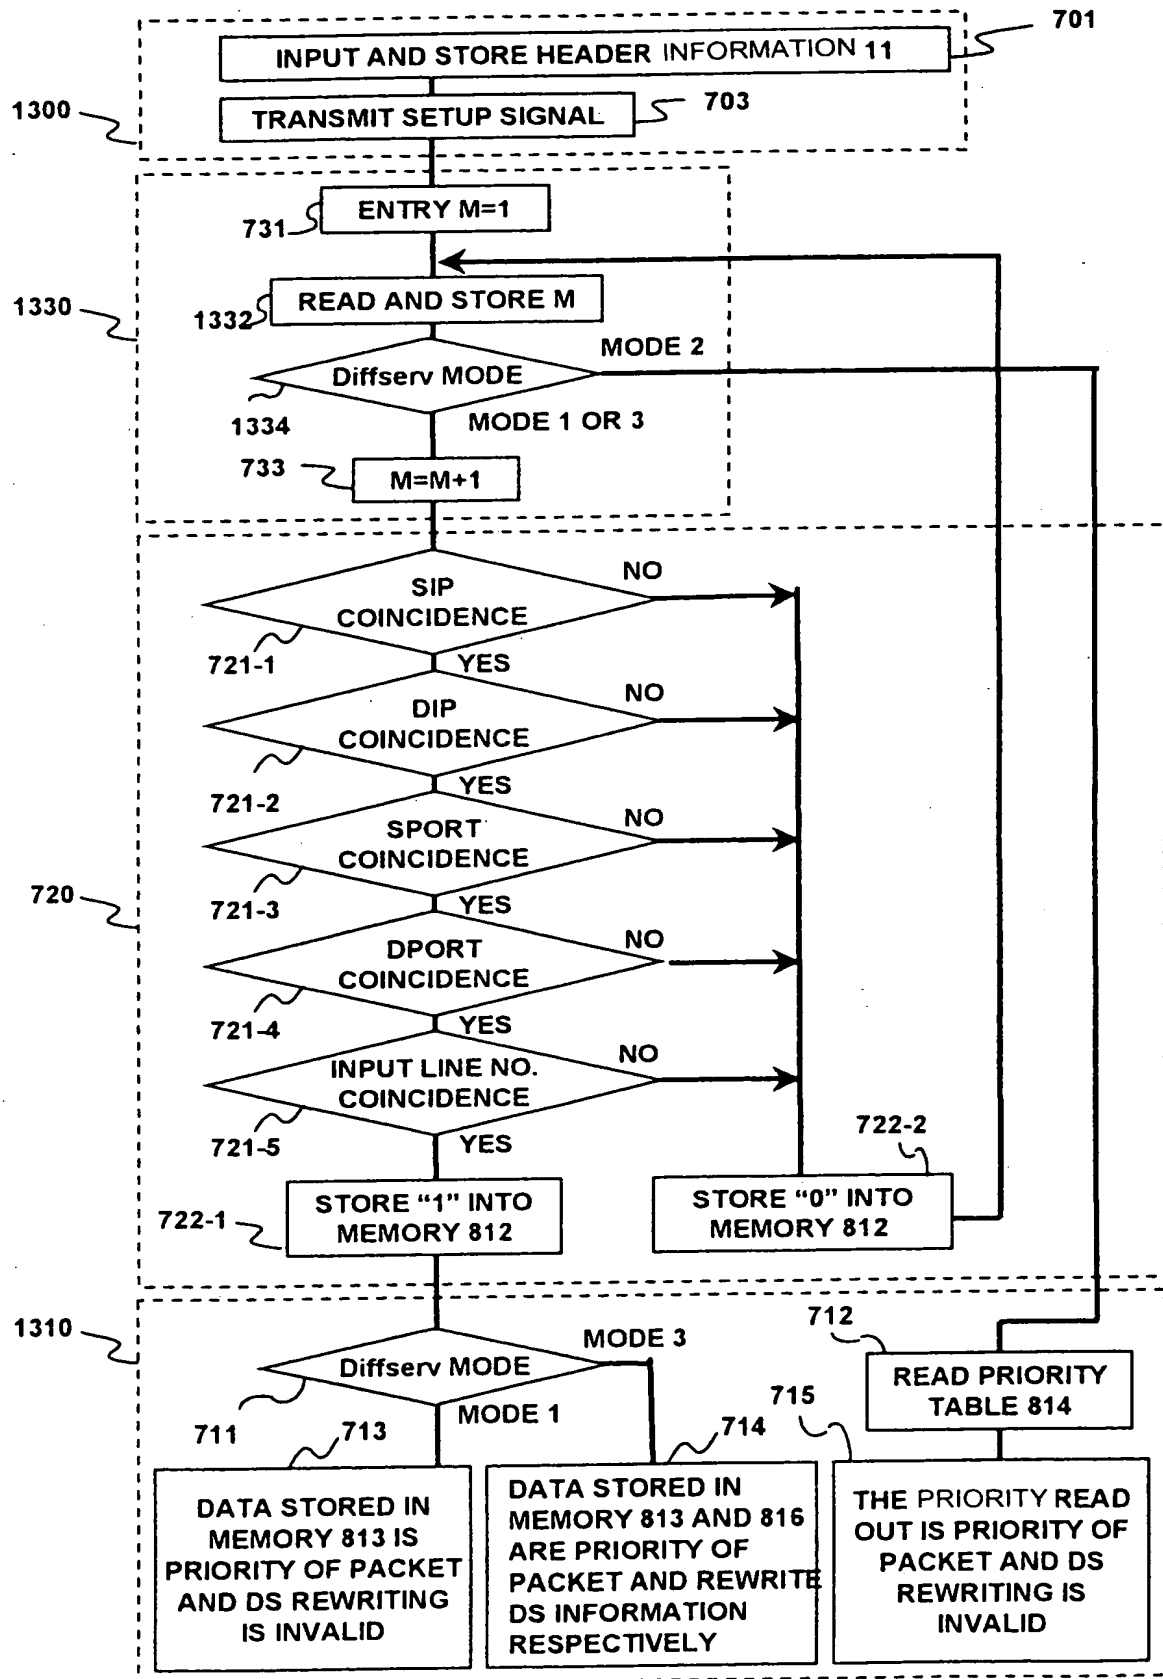 701
INPUT AND STORE HEADER INFORMATION 11
1300
703
TRANSMIT SETUP SIGNAL
ENTRY M=1
731
1330
READ AND STORE M
1332
MODE 2
Diffserv MODE
1334
MODE 1 OR 3
733
M=M+1
NO
SIP
COINCIDENCE
721-1
YES
NO
DIP
COINCIDENCE
721-2
YES
NO
SPORT
COINCIDENCE
720
721-3
YES
NO
DPORT
COINCIDENCE
721-4
YES
NO
INPUT LINE NO.
COINCIDENCE
721-5
YES
722-2
STORE “1” INTO
MEMORY 812
722-1
STORE “0” INTO
MEMORY 812
1310
712
MODE 3
Diffserv MODE
READ PRIORITY
TABLE 814
711
MODE 1
715
713
714
DATA STORED IN
MEMORY 813 IS
PRIORITY OF PACKET
AND DS REWRITING
IS INVALID
DATA STORED IN
MEMORY 813 AND 816
ARE PRIORITY OF
PACKET AND REWRITE
DS INFORMATION
RESPECTIVELY
THE PRIORITY READ
OUT IS PRIORITY OF
PACKET AND DS
REWRITING IS
INVALID